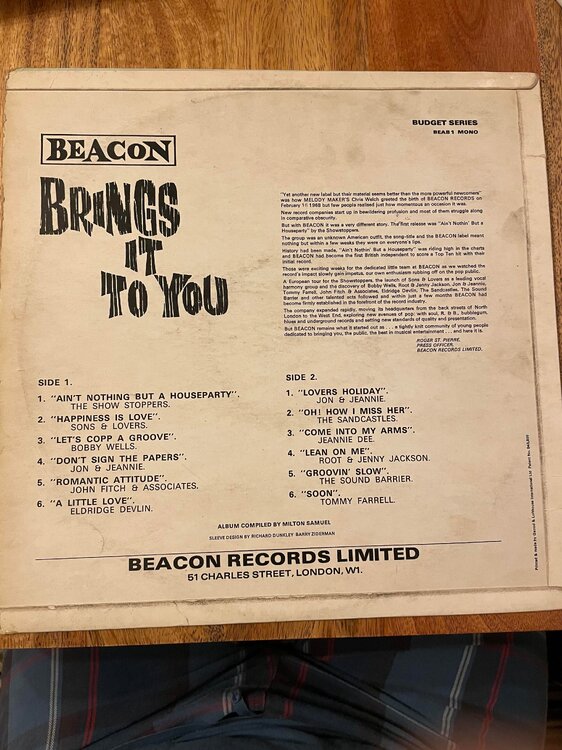 BUDGET SERIES
BEAB 1 MONO
BEACON
BRINGS
IT
TO YOU
"Yet another new label but their material seems better than the more powerful newcomers"
was how MELODY MAKER'S Chris Welch greeted the birth of BEACON RECORDS on
February 1968 but few people realised just how momentous an occasion it was.
New record companies start up in bewildering profusion and most of them struggle along
in comparative obscurity.
But with BEACON it was a very different story. The first release was "Ain't Nothin' But a
Houseparty" by the Showstoppers.
The group was an unknown American outfit, the song-title and the BEACON label meant
nothing but within a few weeks they were on everyone's lips.
History had been made, "Ain't Nothin' But a Houseparty" was riding high in the charts
and BEACON had become the first British independent to score a Top Ten hit with their
initial record.
Those were exciting weeks for the dedicated little team at BEACON as we watched the
record's impact slowly gain impetus, our own enthusiasm rubbing off on the pop public.
A European tour for the Showstoppers, the launch of Sons & Lovers as a leading vocal
harmony group and the discovery of Bobby Wells, Root & Jenny Jackson, Jon & Jeannie,
Tommy Farrell, John Fitch & Associates, Eldridge Devlin, The Sandcastles, The Sound
Barrier and other talented acts followed and within just a few months BEACON had
become firmly established in the forefront of the record industry.
The company expanded rapidly, moving its headquarters from the back streets of North
London to the West End, exploring new avenues of pop; with soul, R & B, bubblegum,
blues and underground records and setting new standards of quality and presentation.
But BEACON remains what it started out as . . . a tightly knit community of young people
dedicated to bringing you, the public, the best in musical entertainment . . . and here it is.
ROGER ST. PIERRE,
PRESS OFFICER,
BEACON RECORDS LIMITED.
SIDE 1.
1. "AIN'T NOTHING BUT A HOUSEPARTY".
THE SHOW STOPPERS.
2. "HAPPINESS IS LOVE".
SONS & LOVERS.
3. "LET'S COPP A GROOVE".
BOBBY WELLS.
4. "DON'T SIGN THE PAPERS".
JON & JEANNIE.
5. "ROMANTIC ATTITUDE".
JOHN FITCH & ASSOCIATES.
6. "A LITTLE LOVE".
ELDRIDGE DEVLIN.
SIDE 2.
1. "LOVERS HOLIDAY".
JON & JEANNIE.
2. "OH! HOW I MISS HER".
THE SANDCASTLES.
3. "COME INTO MY ARMS".
JEANNIE DEE.
4. "LEAN ON ME".
ROOT & JENNY JACKSON.
5. "GROOVIN' SLOW".
THE SOUND BARRIER.
6. "SOON".
TOMMY FARRELL.
ALBUM COMPILED BY MILTON SAMUEL
SLEEVE DESIGN BY RICHARD DUNKLEY BARRY ZIDERMAN
BEACON RECORDS LIMITED
51 CHARLES STREET, LONDON, W1.
Printed & made by Garrod & Lofthouse International Ltd. Patent No.